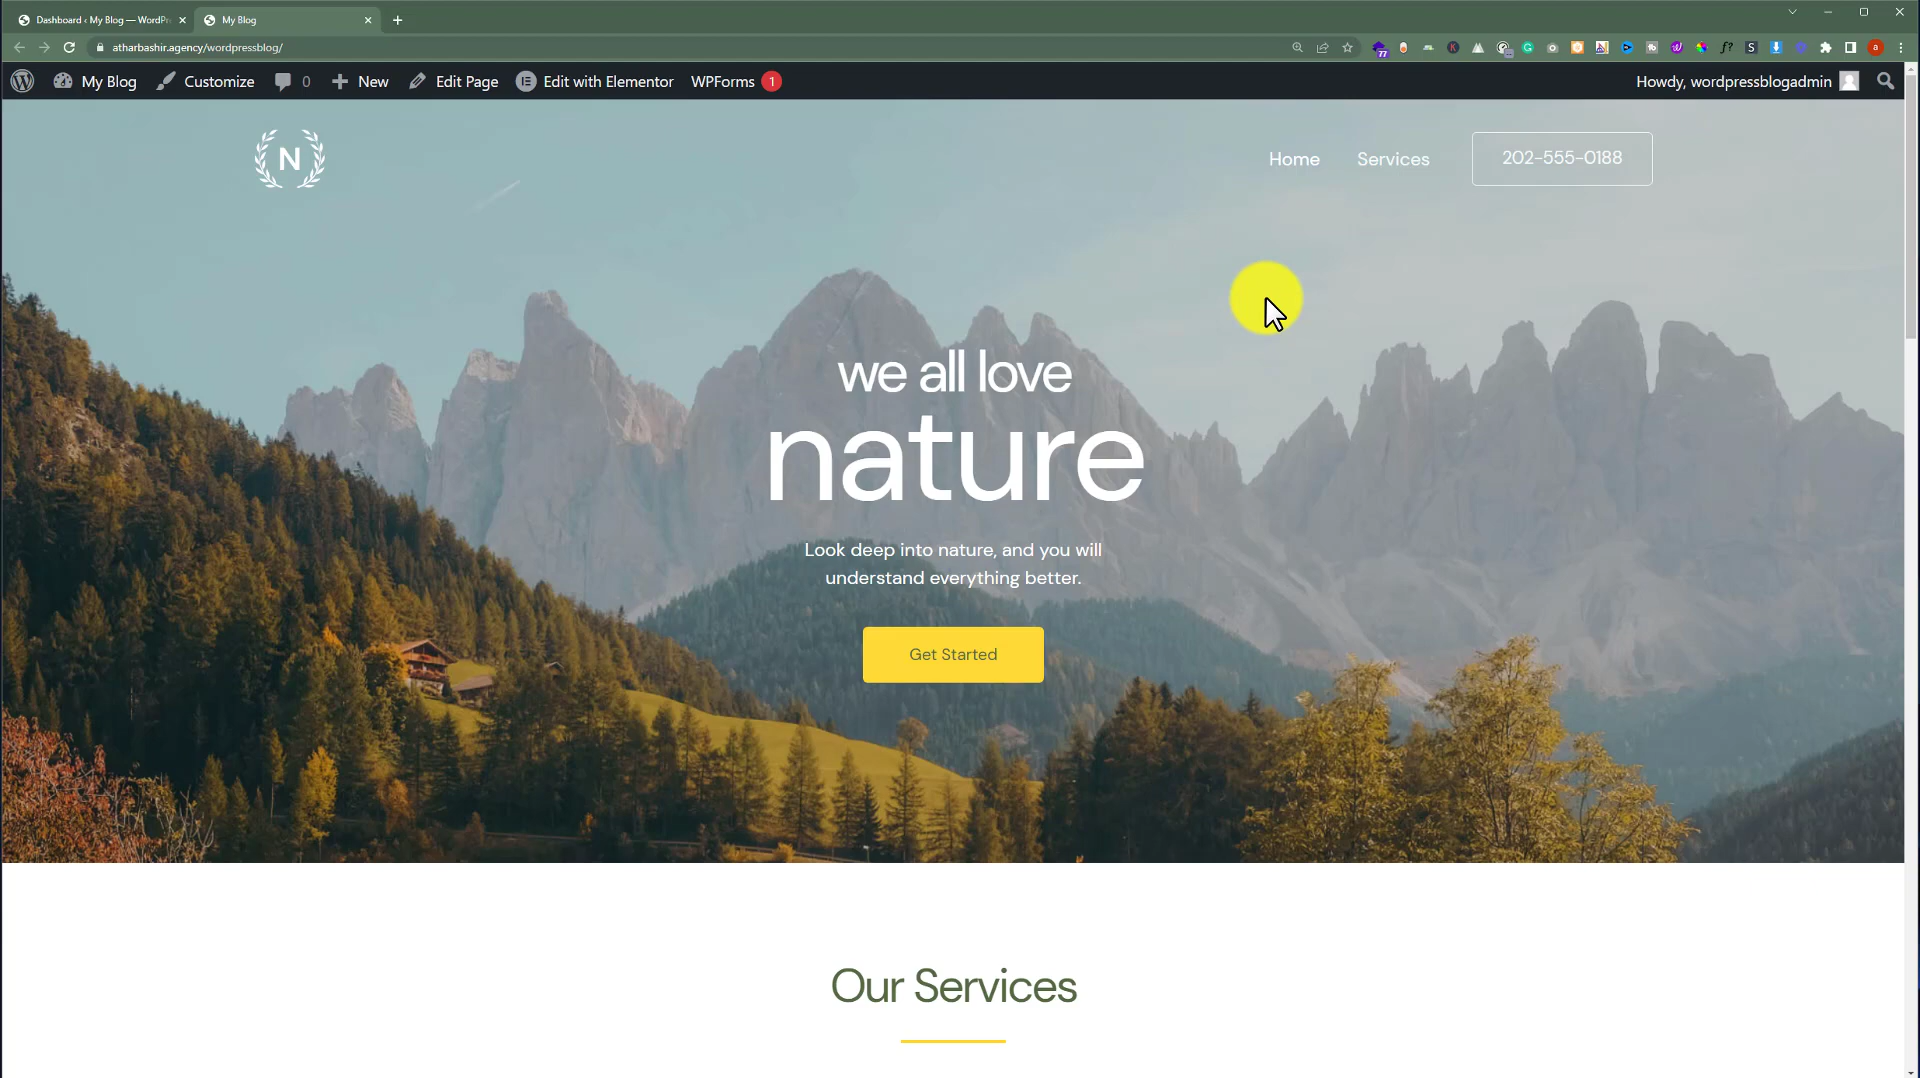 Dashboard ‹ My Blog — WordPr
My Blog
atharbashir.agency/wordpressblog/
77
a
My Blog
Customize
0
New
Edit Page
Edit with Elementor
WPForms 1
Howdy, wordpressblogadmin
N
Home
Services
202-555-0188
we all love
nature
Look deep into nature, and you will
understand everything better.
Get Started
Our Services